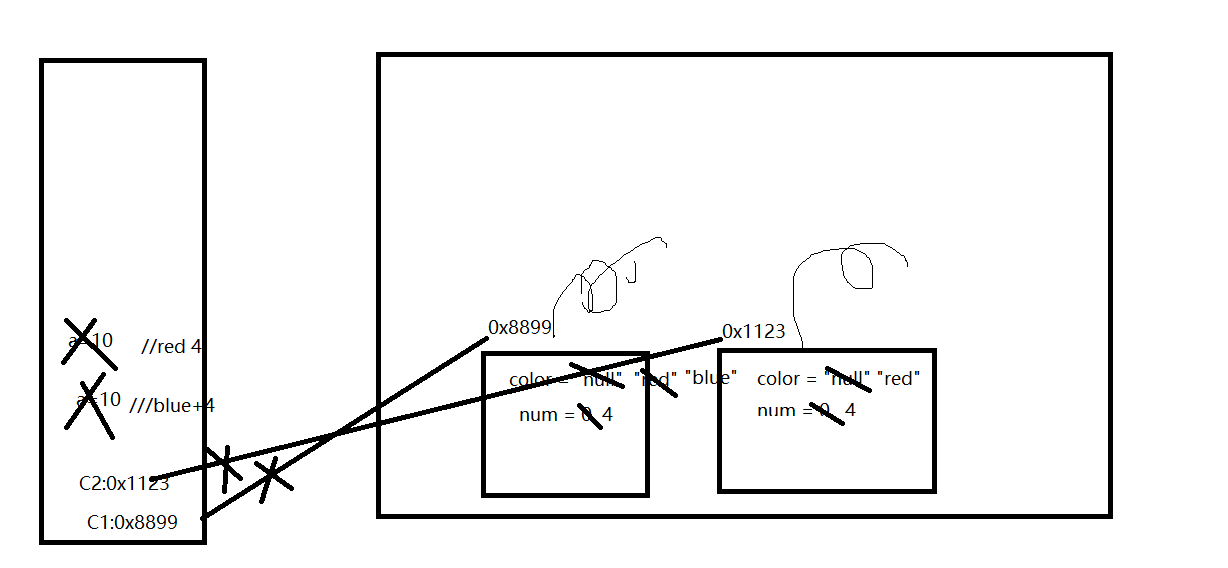 a=10 //red 4
a=10 ///blue+4
C2:0x1123
C1:0x8899
0x8899
color = "null" "red" "blue"
num = 0 4
0x1123
color = "null" "red"
num = 0 4